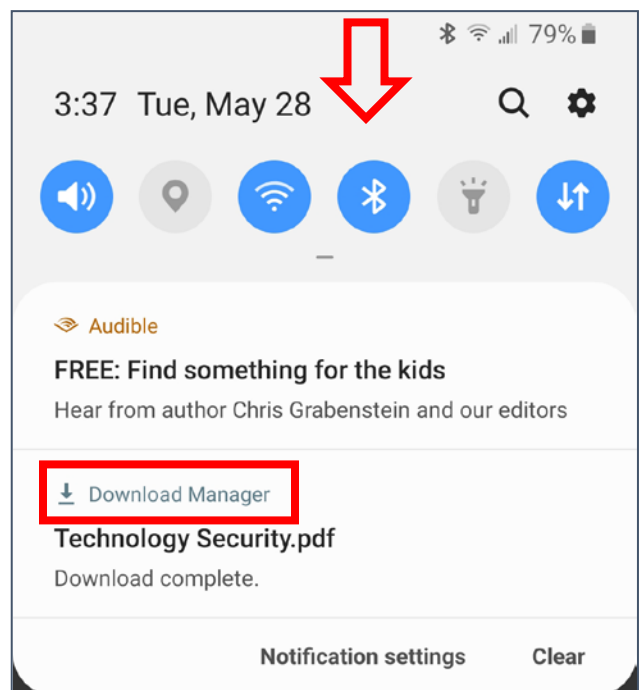 79%
3:37 Tue, May 28
Audible
FREE: Find something for the kids
Hear from author Chris Grabenstein and our editors
Download Manager
Technology Security.pdf
Download complete.
Notification settings Clear